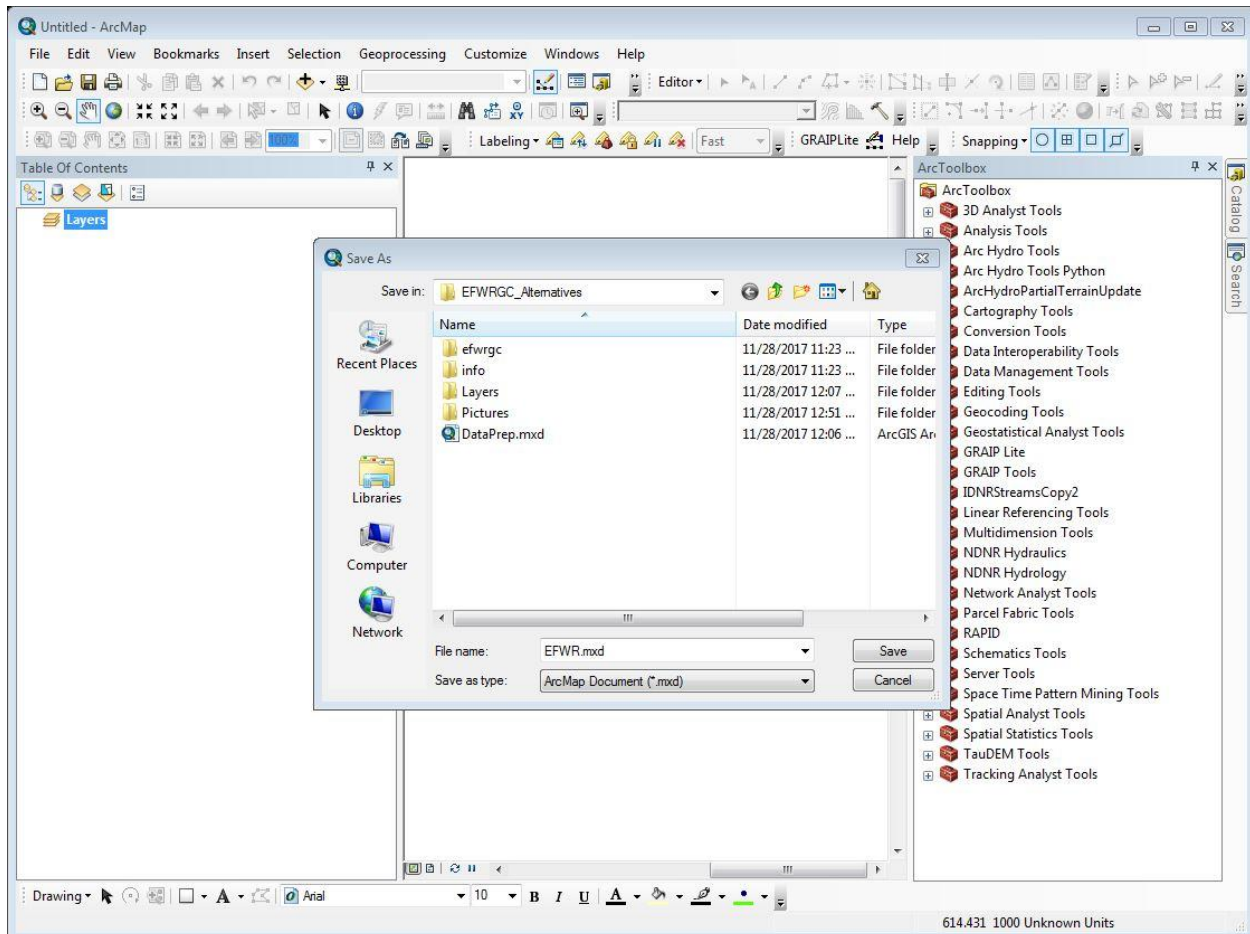 Untitled - ArcMap
File Edit View Bookmarks Insert Selection Geoprocessing Customize Windows Help
Editor
100% Labeling Fast GRAIPLite Help Snapping
Table Of Contents
Layers
ArcToolbox
ArcToolbox
3D Analyst Tools
Analysis Tools
Arc Hydro Tools
Arc Hydro Tools Python
ArcHydroPartialTerrainUpdate
Cartography Tools
Conversion Tools
Data Interoperability Tools
Data Management Tools
Editing Tools
Geocoding Tools
Geostatistical Analyst Tools
GRAIP Lite
GRAIP Tools
IDNRStreamsCopy2
Linear Referencing Tools
Multidimension Tools
NDNR Hydraulics
NDNR Hydrology
Network Analyst Tools
Parcel Fabric Tools
RAPID
Schematics Tools
Server Tools
Space Time Pattern Mining Tools
Spatial Analyst Tools
Spatial Statistics Tools
TauDEM Tools
Tracking Analyst Tools
Catalog
Search
Save As
Save in: EFWRGC_Alternatives
Recent Places
Desktop
Libraries
Computer
Network
Name Date modified Type
efwrgc 11/28/2017 11:23 ... File folder
info 11/28/2017 11:23 ... File folder
Layers 11/28/2017 12:07 ... File folder
Pictures 11/28/2017 12:51 ... File folder
DataPrep.mxd 11/28/2017 12:06 ... ArcGIS Arc
File name: EFWR.mxd Save
Save as type: ArcMap Document (*.mxd) Cancel
Drawing A Arial 10 B I U A
614.431 1000 Unknown Units